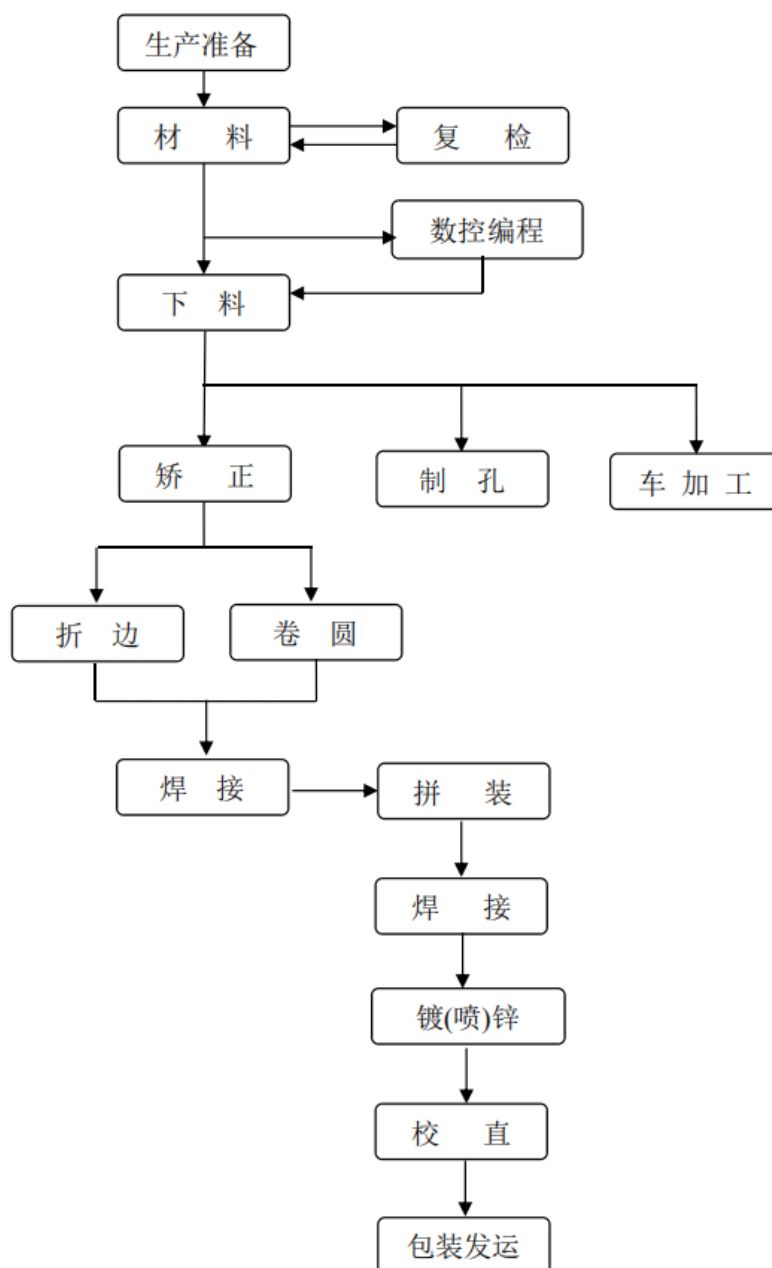 生产准备
材 料
复 检
数控编程
下 料
矫 正
制 孔
车 加 工
折 边
卷 圆
焊 接
拼 装
焊 接
镀(喷)锌
校 直
包装发运